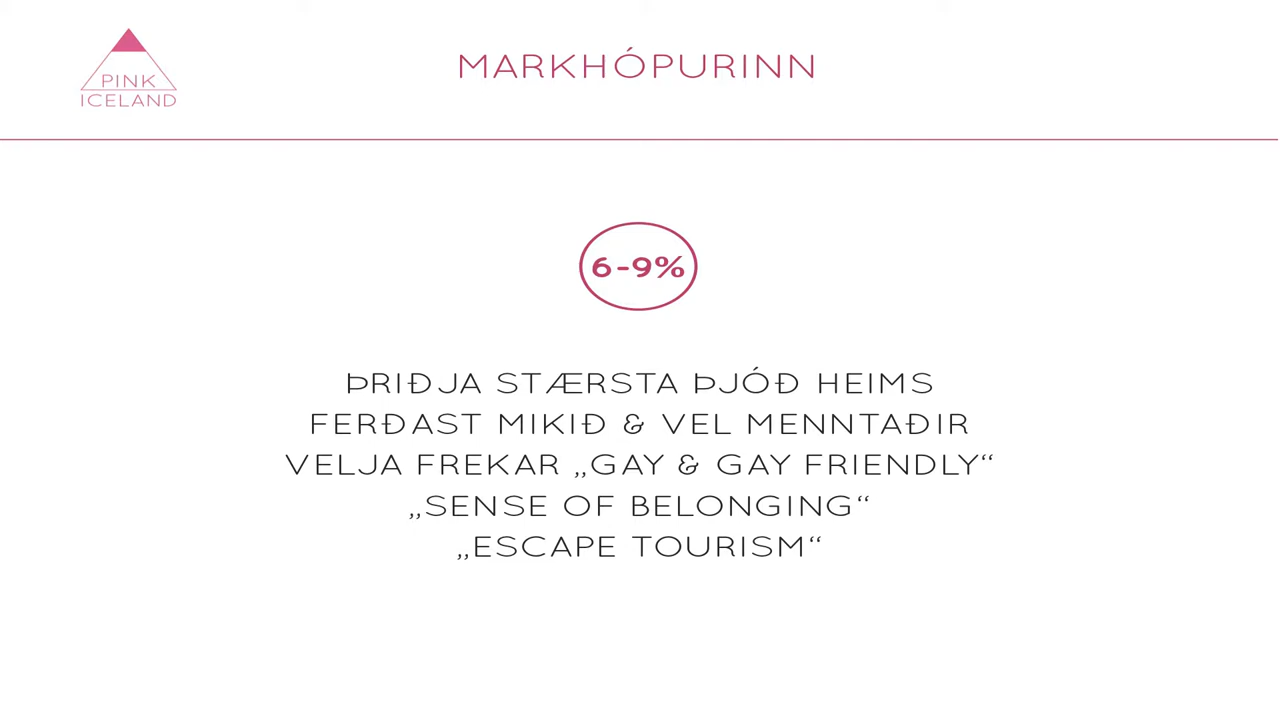 PINK
ICELAND
MARKHÓPURINN
6-9%
ÞRIÐJA STÆRSTA ÞJÓÐ HEIMS
FERÐAST MIKIÐ & VEL MENNTAÐIR
VELJA FREKAR „GAY & GAY FRIENDLY“
„SENSE OF BELONGING“
„ESCAPE TOURISM“